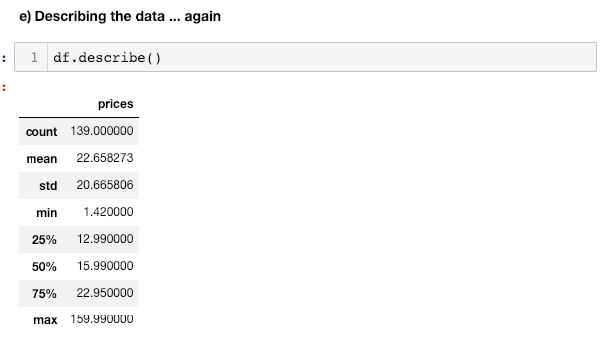 e) Describing the data ... again
1 df.describe()
prices
count 139.000000
mean 22.658273
std 20.665806
min 1.420000
25% 12.990000
50% 15.990000
75% 22.950000
max 159.990000